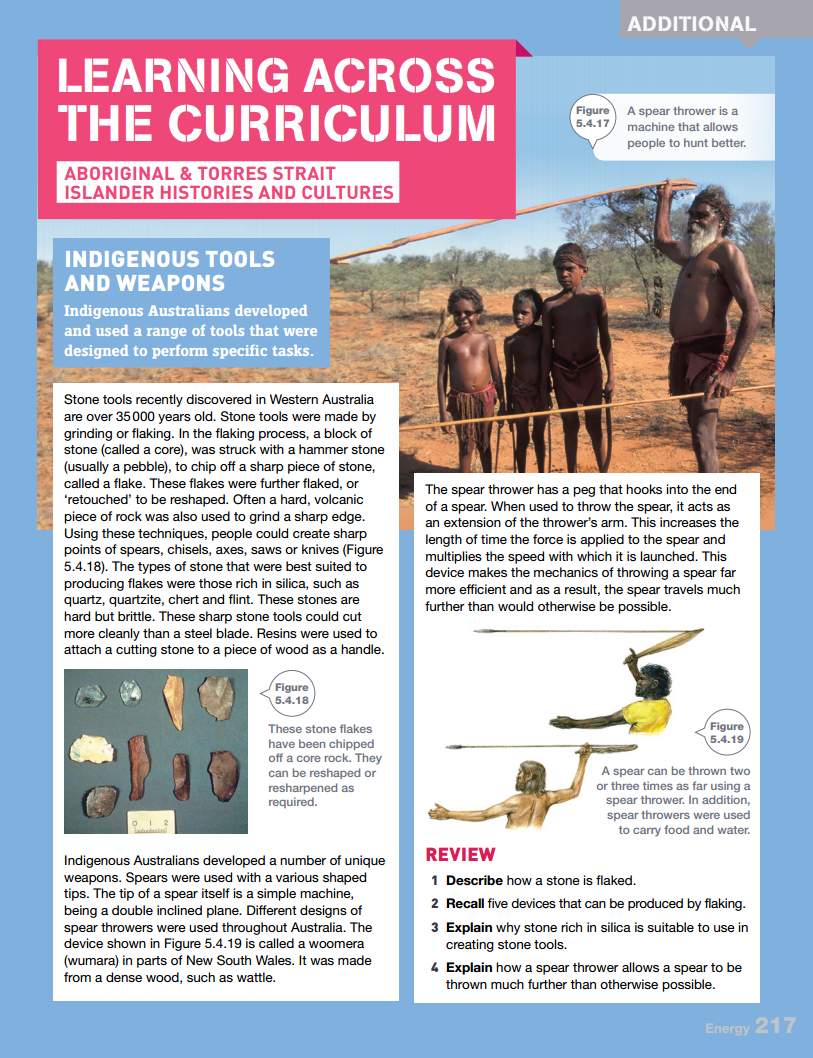 ADDITIONAL
LEARNING ACROSS
THE CURRICULUM
ABORIGINAL & TORRES STRAIT
ISLANDER HISTORIES AND CULTURES
Figure
5.4.17
A spear thrower is a
machine that allows
people to hunt better.
INDIGENOUS TOOLS
AND WEAPONS
Indigenous Australians developed
and used a range of tools that were
designed to perform specific tasks.
Stone tools recently discovered in Western Australia
are over 35 000 years old. Stone tools were made by
grinding or flaking. In the flaking process, a block of
stone (called a core), was struck with a hammer stone
(usually a pebble), to chip off a sharp piece of stone,
called a flake. These flakes were further flaked, or
‘retouched’ to be reshaped. Often a hard, volcanic
piece of rock was also used to grind a sharp edge.
Using these techniques, people could create sharp
points of spears, chisels, axes, saws or knives (Figure
5.4.18). The types of stone that were best suited to
producing flakes were those rich in silica, such as
quartz, quartzite, chert and flint. These stones are
hard but brittle. These sharp stone tools could cut
more cleanly than a steel blade. Resins were used to
attach a cutting stone to a piece of wood as a handle.
0 1 2
Figure
5.4.18
These stone flakes
have been chipped
off a core rock. They
can be reshaped or
resharpened as
required.
Indigenous Australians developed a number of unique
weapons. Spears were used with a various shaped
tips. The tip of a spear itself is a simple machine,
being a double inclined plane. Different designs of
spear throwers were used throughout Australia. The
device shown in Figure 5.4.19 is called a woomera
(wumara) in parts of New South Wales. It was made
from a dense wood, such as wattle.
The spear thrower has a peg that hooks into the end
of a spear. When used to throw the spear, it acts as
an extension of the thrower’s arm. This increases the
length of time the force is applied to the spear and
multiplies the speed with which it is launched. This
device makes the mechanics of throwing a spear far
more efficient and as a result, the spear travels much
further than would otherwise be possible.
Figure
5.4.19
A spear can be thrown two
or three times as far using a
spear thrower. In addition,
spear throwers were used
to carry food and water.
REVIEW
1 Describe how a stone is flaked.
2 Recall five devices that can be produced by flaking.
3 Explain why stone rich in silica is suitable to use in
creating stone tools.
4 Explain how a spear thrower allows a spear to be
thrown much further than otherwise possible.
Energy 217